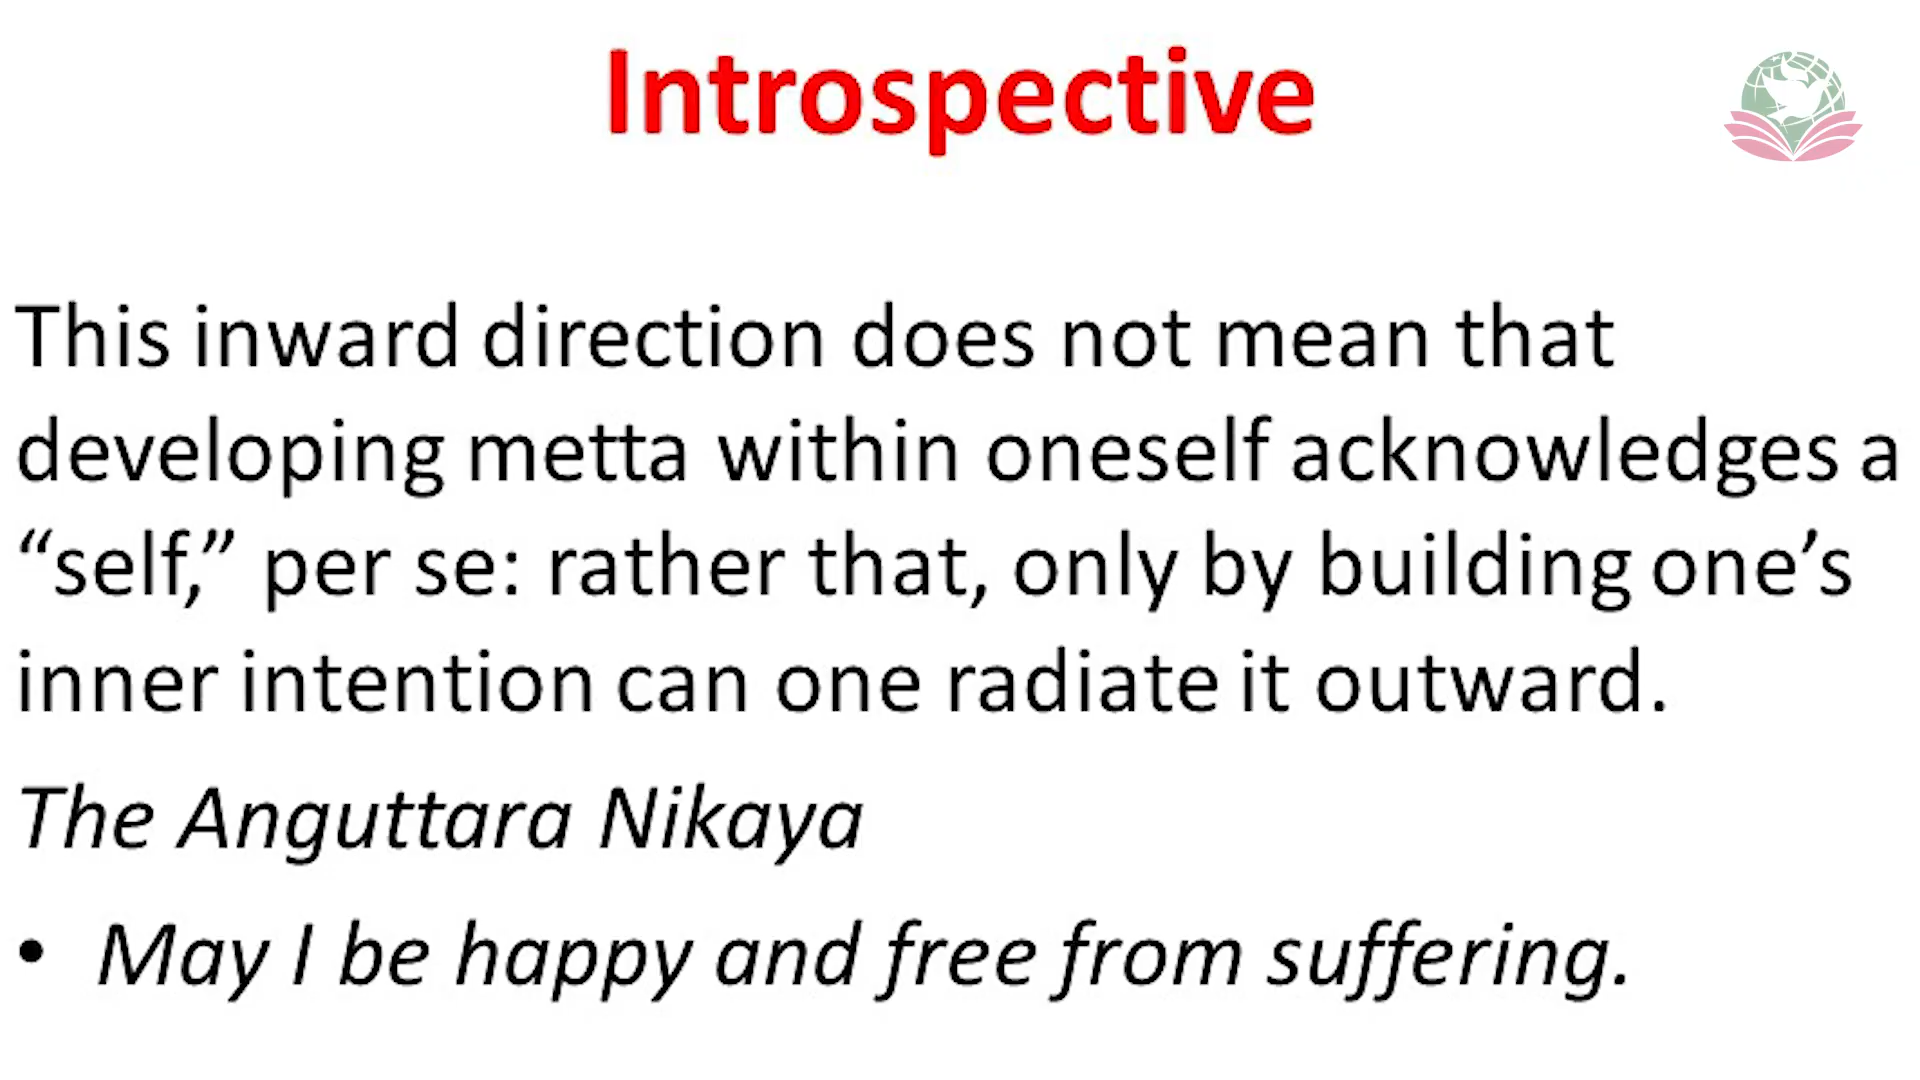 Introspective
This inward direction does not mean that
developing metta within oneself acknowledges a
“self,” per se: rather that, only by building one’s
inner intention can one radiate it outward.
The Anguttara Nikaya
• May I be happy and free from suffering.